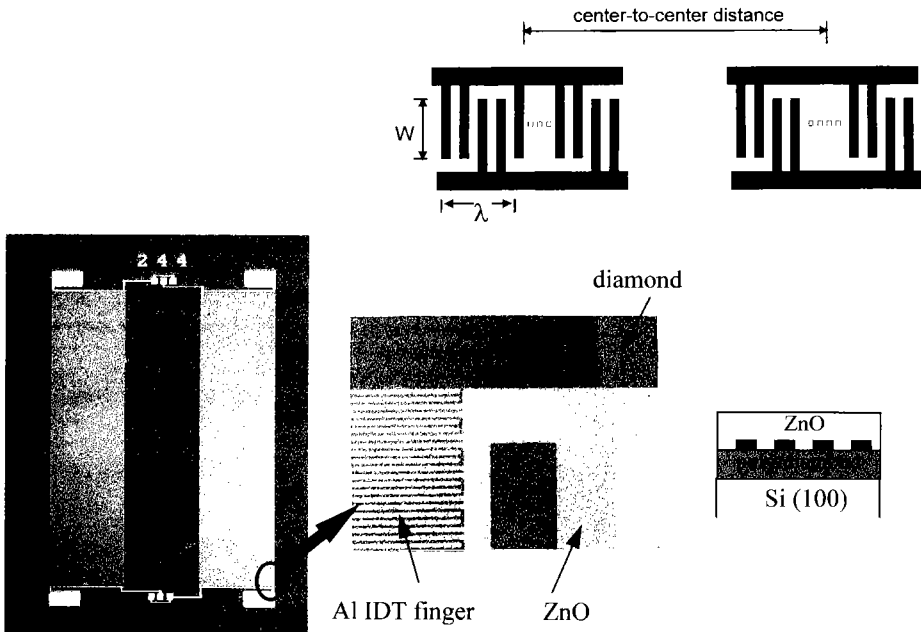 center-to-center distance
W
λ
2 4 4
diamond
ZnO
Si (100)
Al IDT finger
ZnO